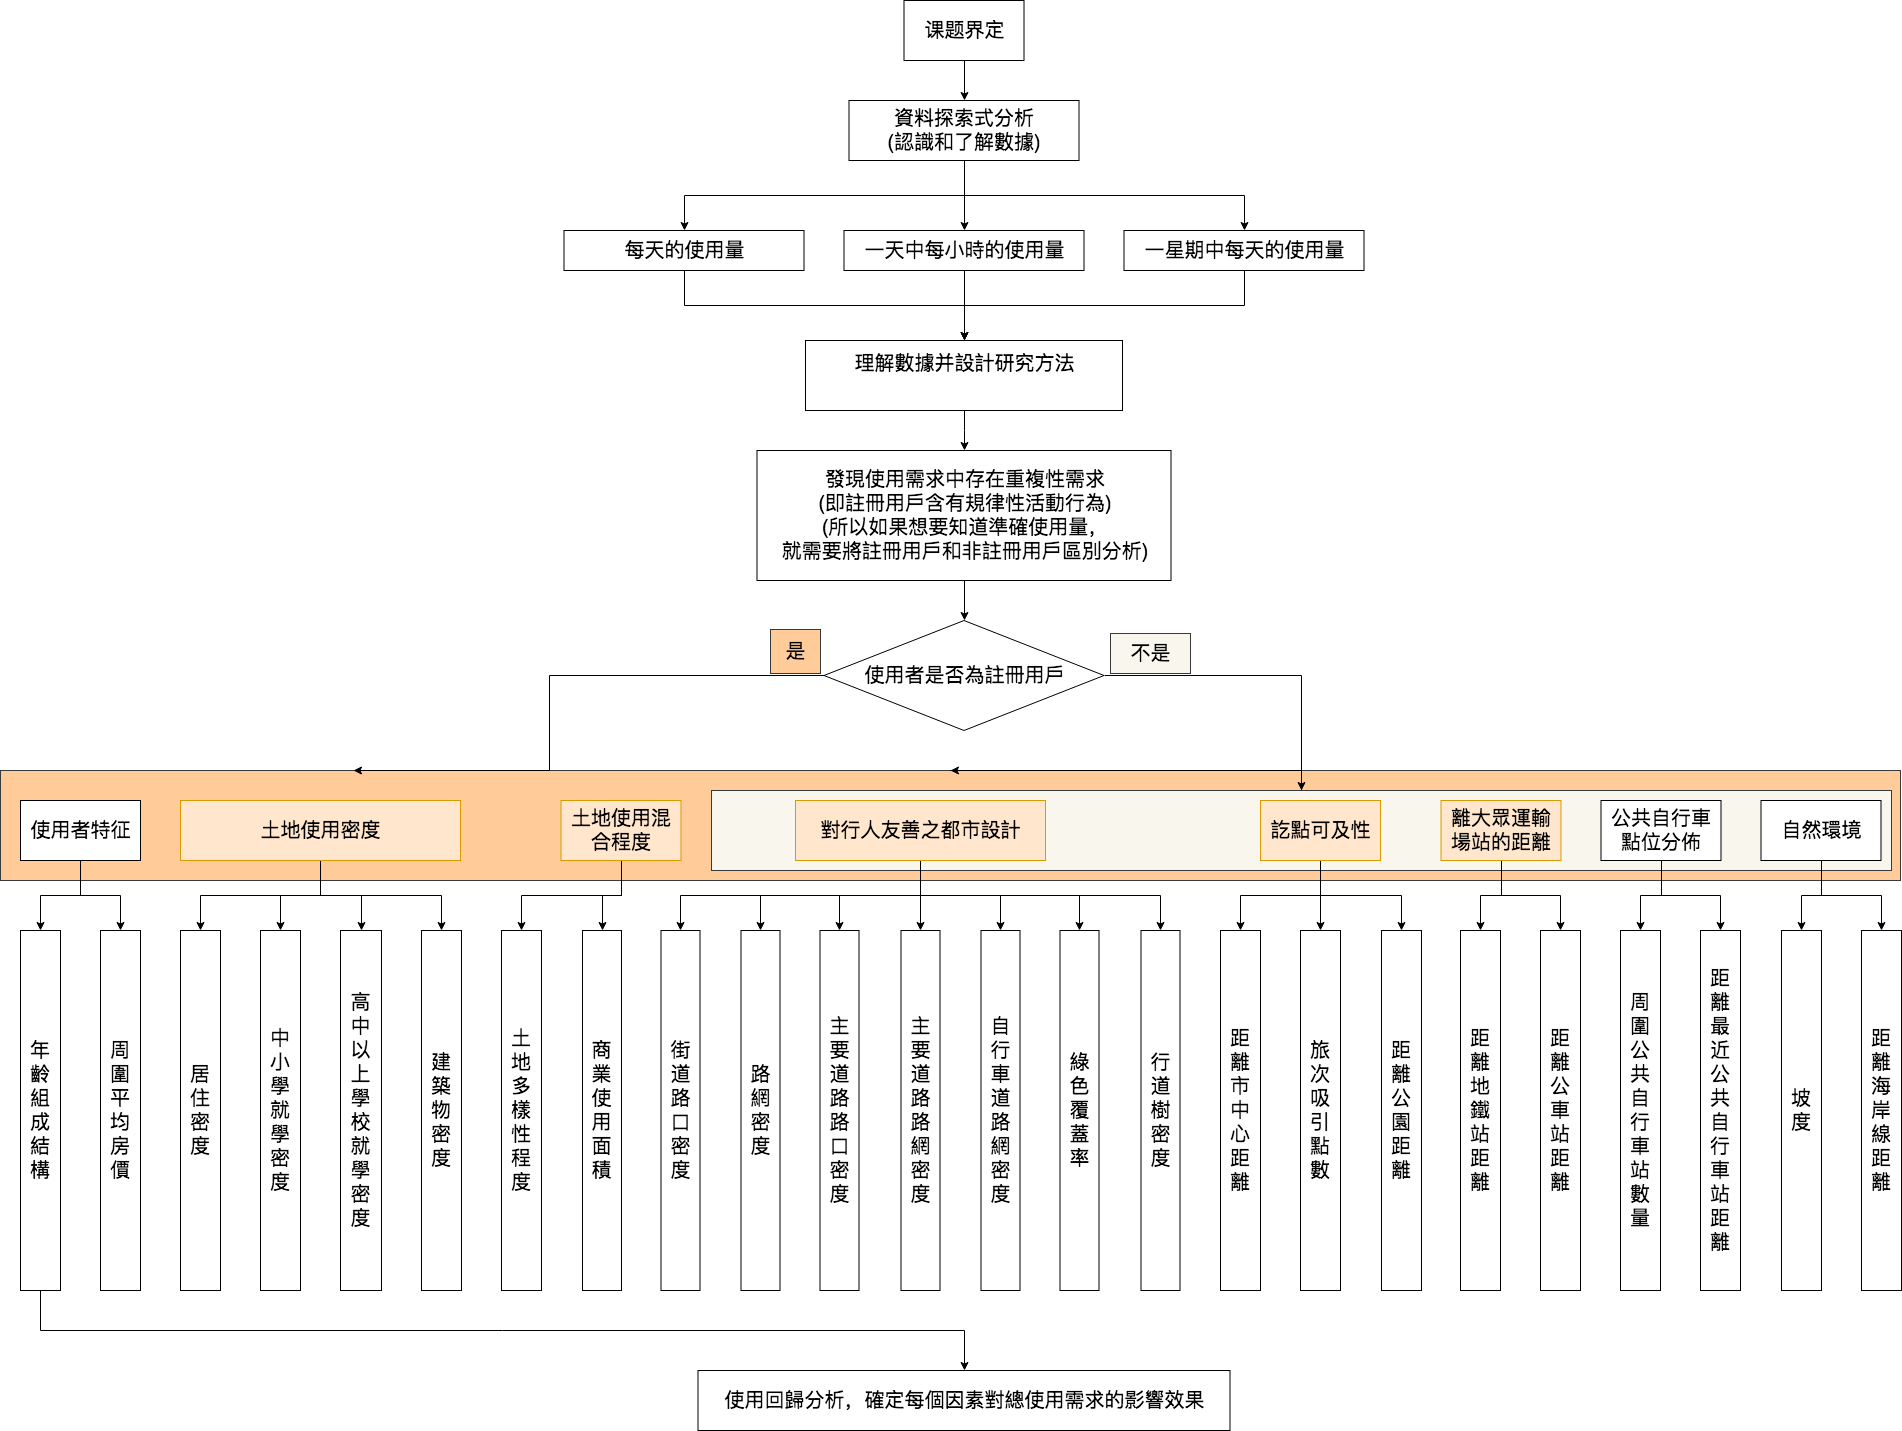 课题界定
資料探索式分析
(認識和了解數據)
每天的使用量
一天中每小時的使用量
一星期中每天的使用量
理解數據并設計研究方法
發現使用需求中存在重複性需求
(即註冊用戶含有規律性活動行為)
(所以如果想要知道準確使用量，
就需要將註冊用戶和非註冊用戶區別分析)
是
使用者是否為註冊用戶
不是
使用者特征
土地使用密度
土地使用混
合程度
對行人友善之都市設計
訖點可及性
離大眾運輸
場站的距離
公共自行車
點位分佈
自然環境
年齡組成結構
周圍平均房價
居住密度
中小學就學密度
高中以上學校就學密度
建築物密度
土地多樣性程度
商業使用面積
街道路口密度
路網密度
主要道路路口密度
主要道路路網密度
自行車道路網密度
綠色覆蓋率
行道樹密度
距離市中心距離
旅次吸引點數
距離公園距離
距離地鐵站距離
距離公車站距離
周圍公共自行車站數量
距離最近公共自行車站距離
坡度
距離海岸線距離
使用回歸分析，確定每個因素對總使用需求的影響效果